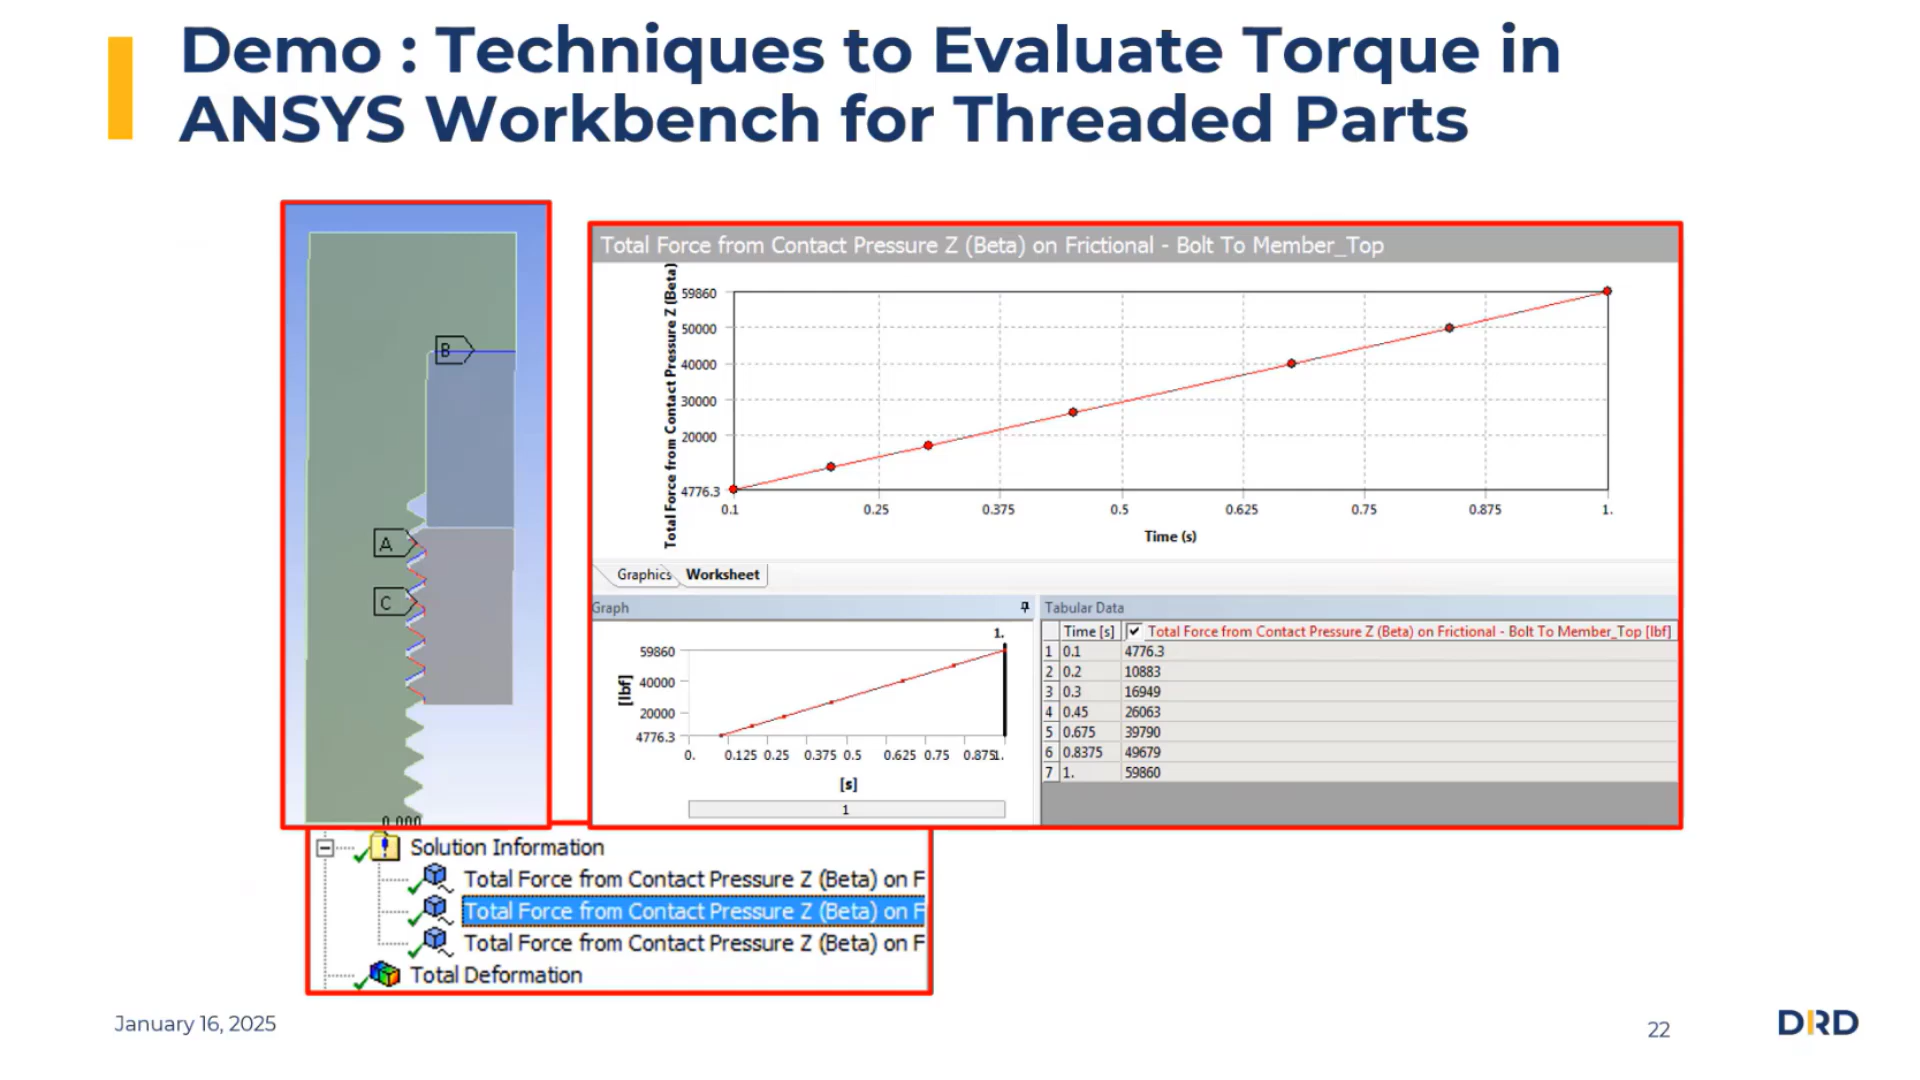 Demo : Techniques to Evaluate Torque in
ANSYS Workbench for Threaded Parts
B
A
C
0.000
Total Force from Contact Pressure Z (Beta) on Frictional - Bolt To Member_Top
Total Force from Contact Pressure Z (Beta)
59860
50000
40000
30000
20000
4776.3
0.1 0.25 0.375 0.5 0.625 0.75 0.875 1.
Time (s)
Graphics Worksheet
Graph
1.
59860
40000
20000
4776.3
[lbf]
0. 0.125 0.25 0.375 0.5 0.625 0.75 0.875 1.
[s]
1
Tabular Data
Time [s] Total Force from Contact Pressure Z (Beta) on Frictional - Bolt To Member_Top [lbf]
1 0.1 4776.3
2 0.2 10883
3 0.3 16949
4 0.45 26063
5 0.675 39790
6 0.8375 49679
7 1. 59860
Solution Information
Total Force from Contact Pressure Z (Beta) on F
Total Force from Contact Pressure Z (Beta) on F
Total Force from Contact Pressure Z (Beta) on F
Total Deformation
January 16, 2025
22
DRD